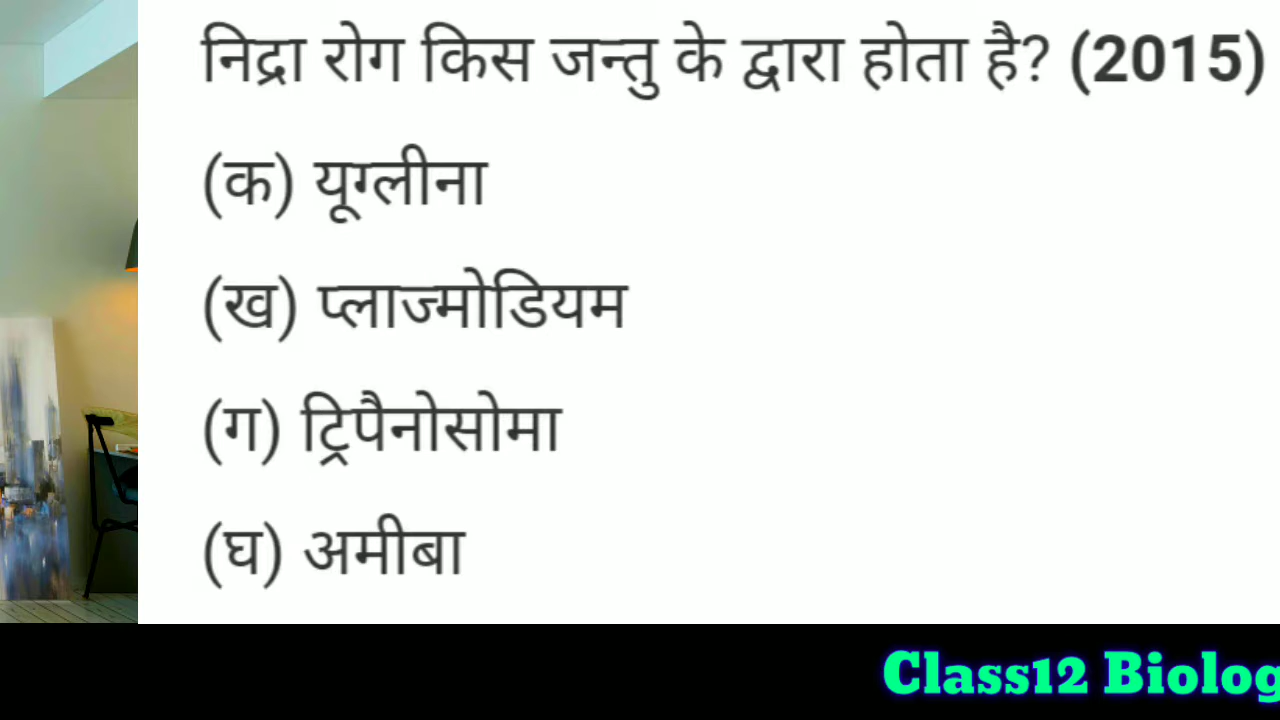 निद्रा रोग किस जन्तु के द्वारा होता है? (2015)
(क) यूग्लीना
(ख) प्लाज्मोडियम
(ग) ट्रिपैनोसोमा
(घ) अमीबा
Class12 Biolog